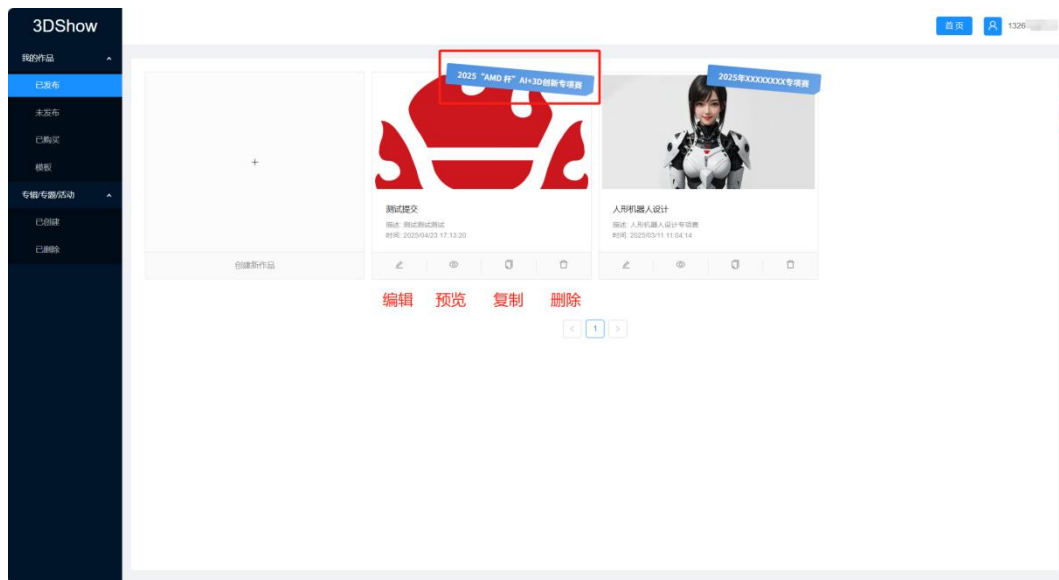 3DShow
首页
1326
我的作品
已发布
未发布
已购买
模板
专辑/专题/活动
已创建
已删除
+
创建新作品
2025 “AMD 杯” AI+3D创新专项赛
测试提交
描述: 测试测试测试
时间: 2025/04/23 17:13:20
2025年XXXXXXXX专项赛
人形机器人设计
描述: 人形机器人设计专项赛
时间: 2025/03/11 11:04:14
编辑 预览 复制 删除
< 1 >